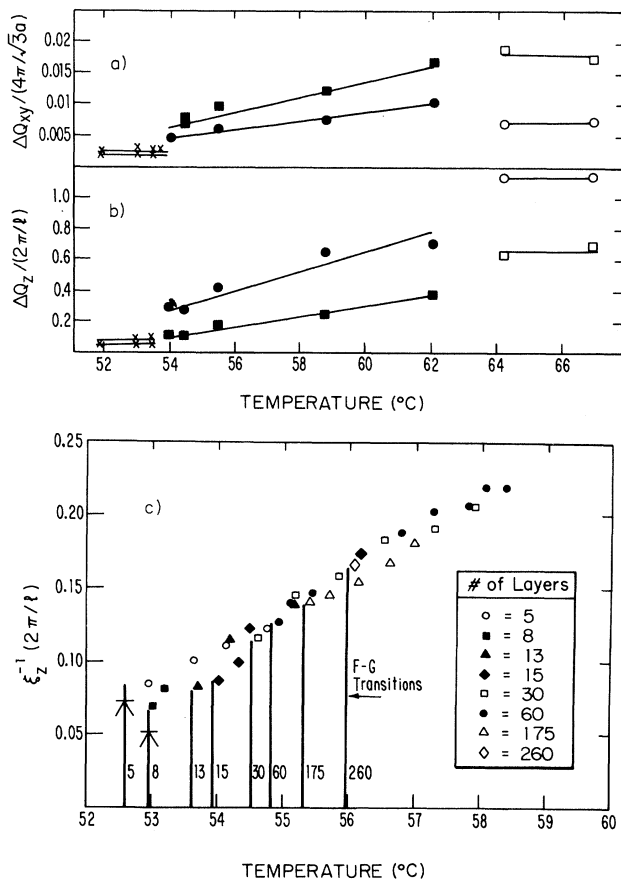 0.02
0.015
0.01
0.005
a)
ΔQxy/(4π/√3a)
1.0
0.8
0.6
0.4
0.2
b)
ΔQz/(2π/ℓ)
52 54 56 58 60 62 64 66
TEMPERATURE (°C)
0.25
0.20
0.15
0.10
0.05
0
c)
ξz⁻¹ (2π/ℓ)
F-G
Transitions
# of Layers
○ = 5
■ = 8
▲ = 13
◆ = 15
□ = 30
● = 60
△ = 175
◇ = 260
5 8 13 15 30 60 175 260
52 53 54 55 56 57 58 59 60
TEMPERATURE (°C)